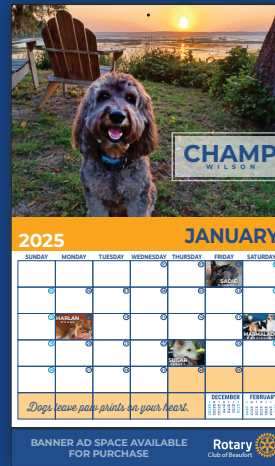 CHAMP
WILSON
2025
JANUARY
SUNDAY MONDAY TUESDAY WEDNESDAY THURSDAY FRIDAY SATURDAY
SADIE
HARLAN
MARMALADE
SUGAR
DECEMBER FEBRUARY
Dogs leave paw prints on your heart.
BANNER AD SPACE AVAILABLE
FOR PURCHASE
Rotary
Club of Beaufort